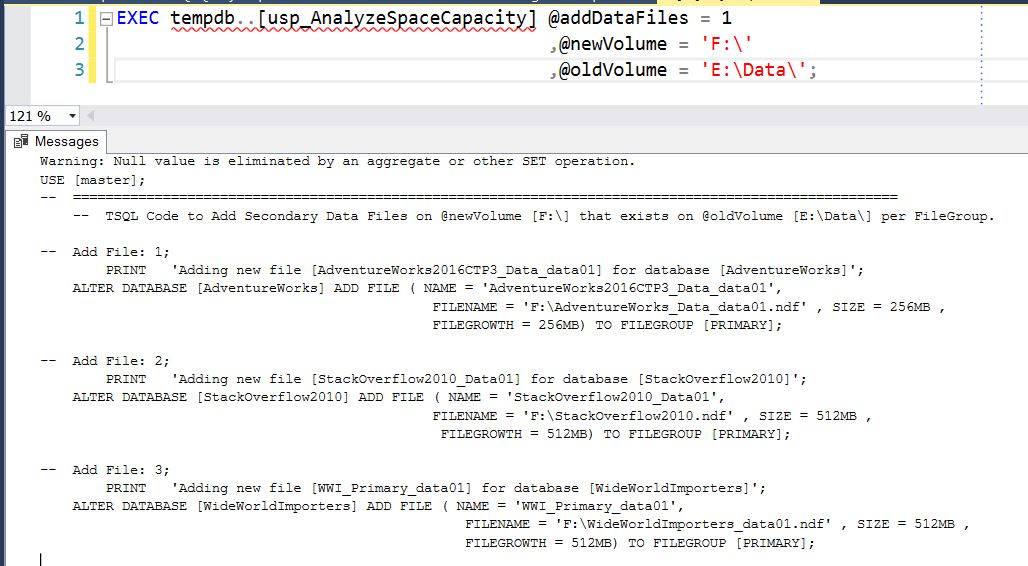 1 EXEC tempdb..[usp_AnalyzeSpaceCapacity] @addDataFiles = 1
2 ,@newVolume = 'F:\'
3 ,@oldVolume = 'E:\Data\';
121 %
Messages
Warning: Null value is eliminated by an aggregate or other SET operation.
USE [master];
-- =====================================================================================================
-- TSQL Code to Add Secondary Data Files on @newVolume [F:\] that exists on @oldVolume [E:\Data\] per FileGroup.
-- Add File: 1;
PRINT 'Adding new file [AdventureWorks2016CTP3_Data_data01] for database [AdventureWorks]';
ALTER DATABASE [AdventureWorks] ADD FILE ( NAME = 'AdventureWorks2016CTP3_Data_data01',
FILENAME = 'F:\AdventureWorks_Data_data01.ndf' , SIZE = 256MB ,
FILEGROWTH = 256MB) TO FILEGROUP [PRIMARY];
-- Add File: 2;
PRINT 'Adding new file [StackOverflow2010_Data01] for database [StackOverflow2010]';
ALTER DATABASE [StackOverflow2010] ADD FILE ( NAME = 'StackOverflow2010_Data01',
FILENAME = 'F:\StackOverflow2010.ndf' , SIZE = 512MB ,
FILEGROWTH = 512MB) TO FILEGROUP [PRIMARY];
-- Add File: 3;
PRINT 'Adding new file [WWI_Primary_data01] for database [WideWorldImporters]';
ALTER DATABASE [WideWorldImporters] ADD FILE ( NAME = 'WWI_Primary_data01',
FILENAME = 'F:\WideWorldImporters_data01.ndf' , SIZE = 512MB ,
FILEGROWTH = 512MB) TO FILEGROUP [PRIMARY];